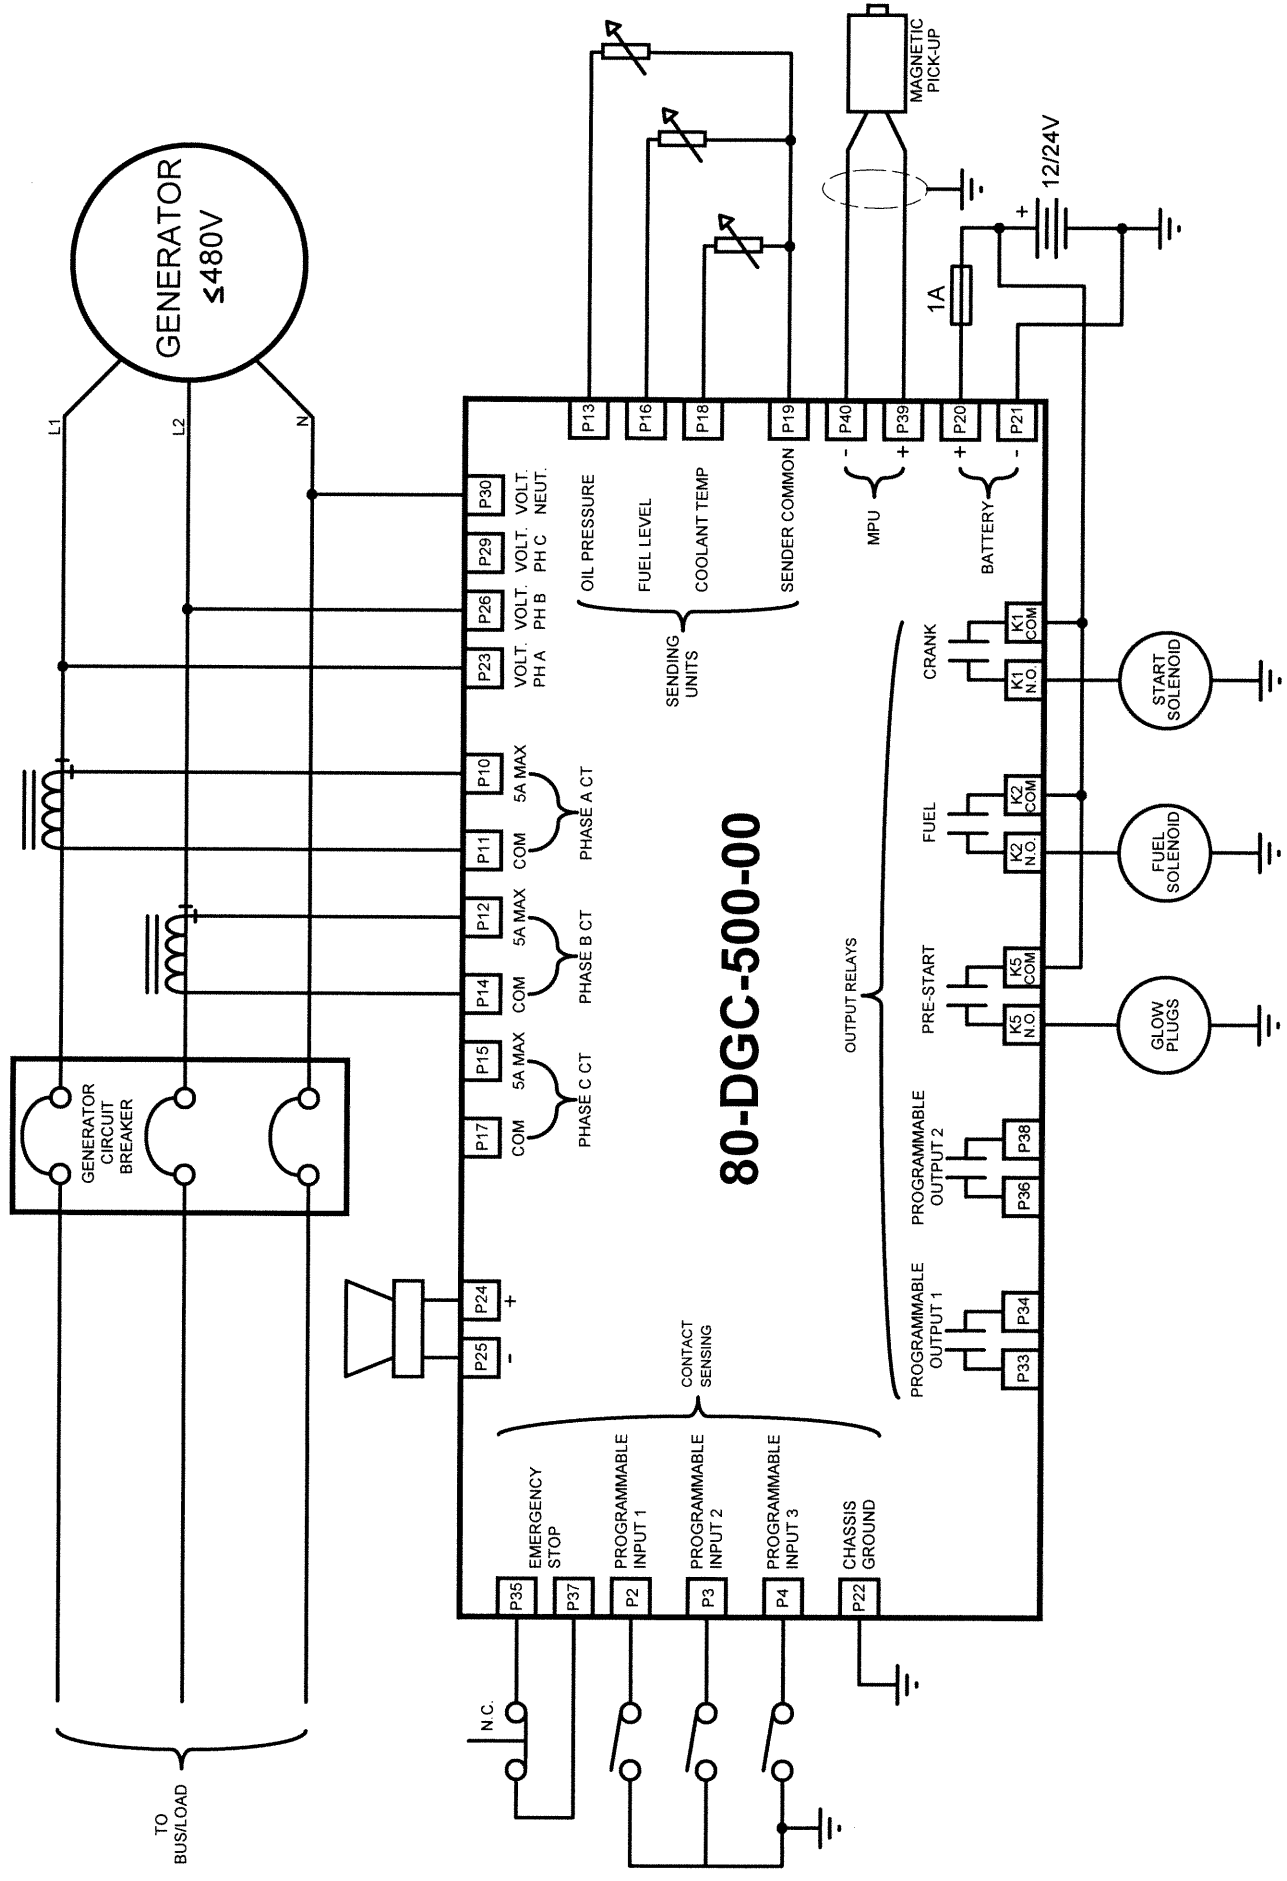 GENERATOR
≤480V
L1
L2
N
MAGNETIC
PICK-UP
12/24V
+
1A
P13
P16
P18
P19
P40
P39
P20
P21
OIL PRESSURE
FUEL LEVEL
COOLANT TEMP
SENDER COMMON
-
+
+
-
MPU
BATTERY
SENDING
UNITS
P30
VOLT.
NEUT.
P29
VOLT.
PH C
P26
VOLT.
PH B
P23
VOLT.
PH A
P10
5A MAX
P11
COM
PHASE A CT
P12
5A MAX
P14
COM
PHASE B CT
P15
5A MAX
P17
COM
PHASE C CT
GENERATOR
CIRCUIT
BREAKER
80-DGC-500-00
OUTPUT RELAYS
CRANK
K1
COM
K1
N.O.
START
SOLENOID
FUEL
K2
COM
K2
N.O.
FUEL
SOLENOID
PRE-START
K5
COM
K5
N.O.
GLOW
PLUGS
PROGRAMMABLE
OUTPUT 2
P38
P36
PROGRAMMABLE
OUTPUT 1
P34
P33
P24
+
P25
-
CONTACT
SENSING
EMERGENCY
STOP
PROGRAMMABLE
INPUT 1
PROGRAMMABLE
INPUT 2
PROGRAMMABLE
INPUT 3
CHASSIS
GROUND
P35
P37
P2
P3
P4
P22
N.C.
TO
BUS/LOAD